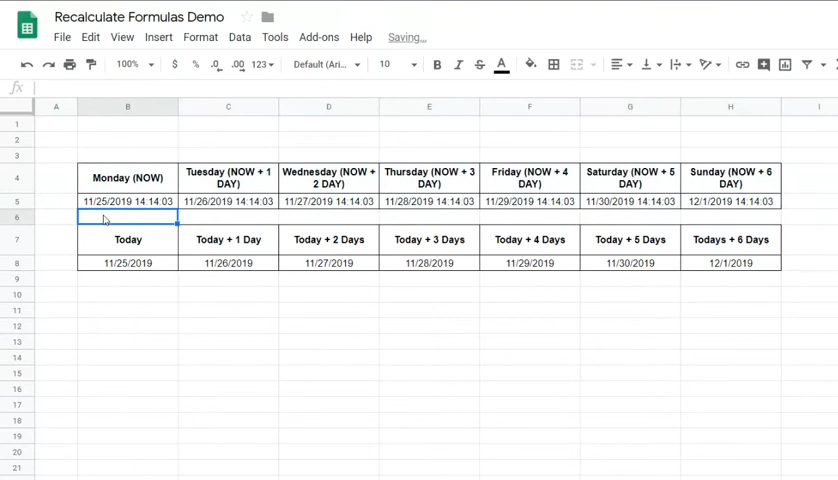 Recalculate Formulas Demo
File Edit View Insert Format Data Tools Add-ons Help Saving...
100% $ % .0 .00 123 Default (Ari... 10 B I S A
fx
A B C D E F G H I
1
2
3
4 Monday (NOW) Tuesday (NOW + 1 DAY) Wednesday (NOW + 2 DAY) Thursday (NOW + 3 DAY) Friday (NOW + 4 DAY) Saturday (NOW + 5 DAY) Sunday (NOW + 6 DAY)
5 11/25/2019 14:14:03 11/26/2019 14:14:03 11/27/2019 14:14:03 11/28/2019 14:14:03 11/29/2019 14:14:03 11/30/2019 14:14:03 12/1/2019 14:14:03
6
7 Today Today + 1 Day Today + 2 Days Today + 3 Days Today + 4 Days Today + 5 Days Todays + 6 Days
8 11/25/2019 11/26/2019 11/27/2019 11/28/2019 11/29/2019 11/30/2019 12/1/2019
9
10
11
12
13
14
15
16
17
18
19
20
21